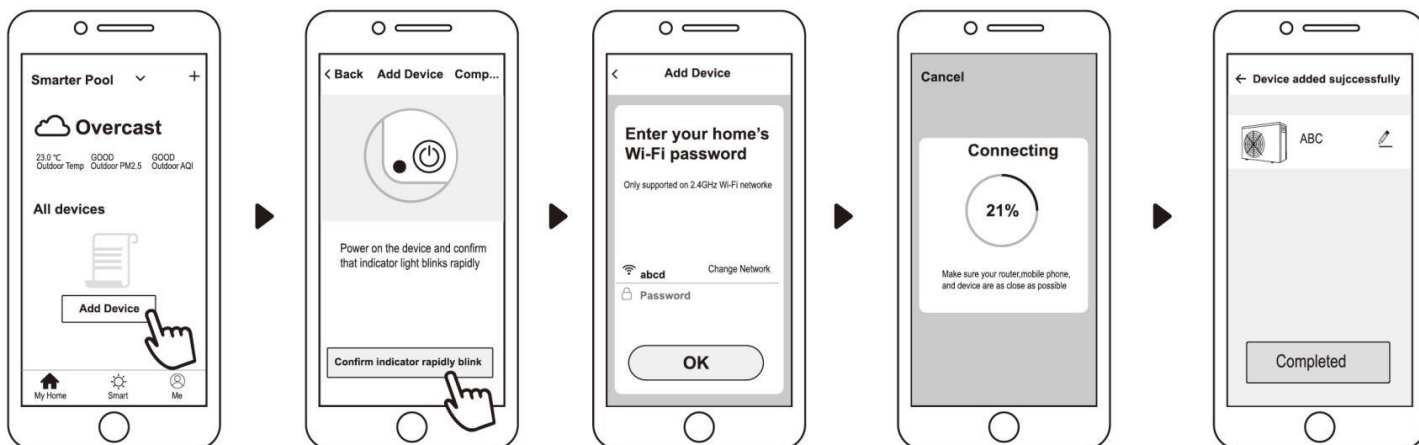 Smarter Pool
+
Overcast
23.0 °C GOOD GOOD
Outdoor Temp Outdoor PM2.5 Outdoor AQI
All devices
Add Device
My Home Smart Me
< Back Add Device Comp...
Power on the device and confirm
that indicator light blinks rapidly
Confirm indicator rapidly blink
< Add Device
Enter your home's
Wi-Fi password
Only supported on 2.4GHz Wi-Fi networke
abcd Change Network
Password
OK
Cancel
Connecting
21%
Make sure your router,mobile phone,
and device are as close as possible
← Device added sujccessfully
ABC
Completed